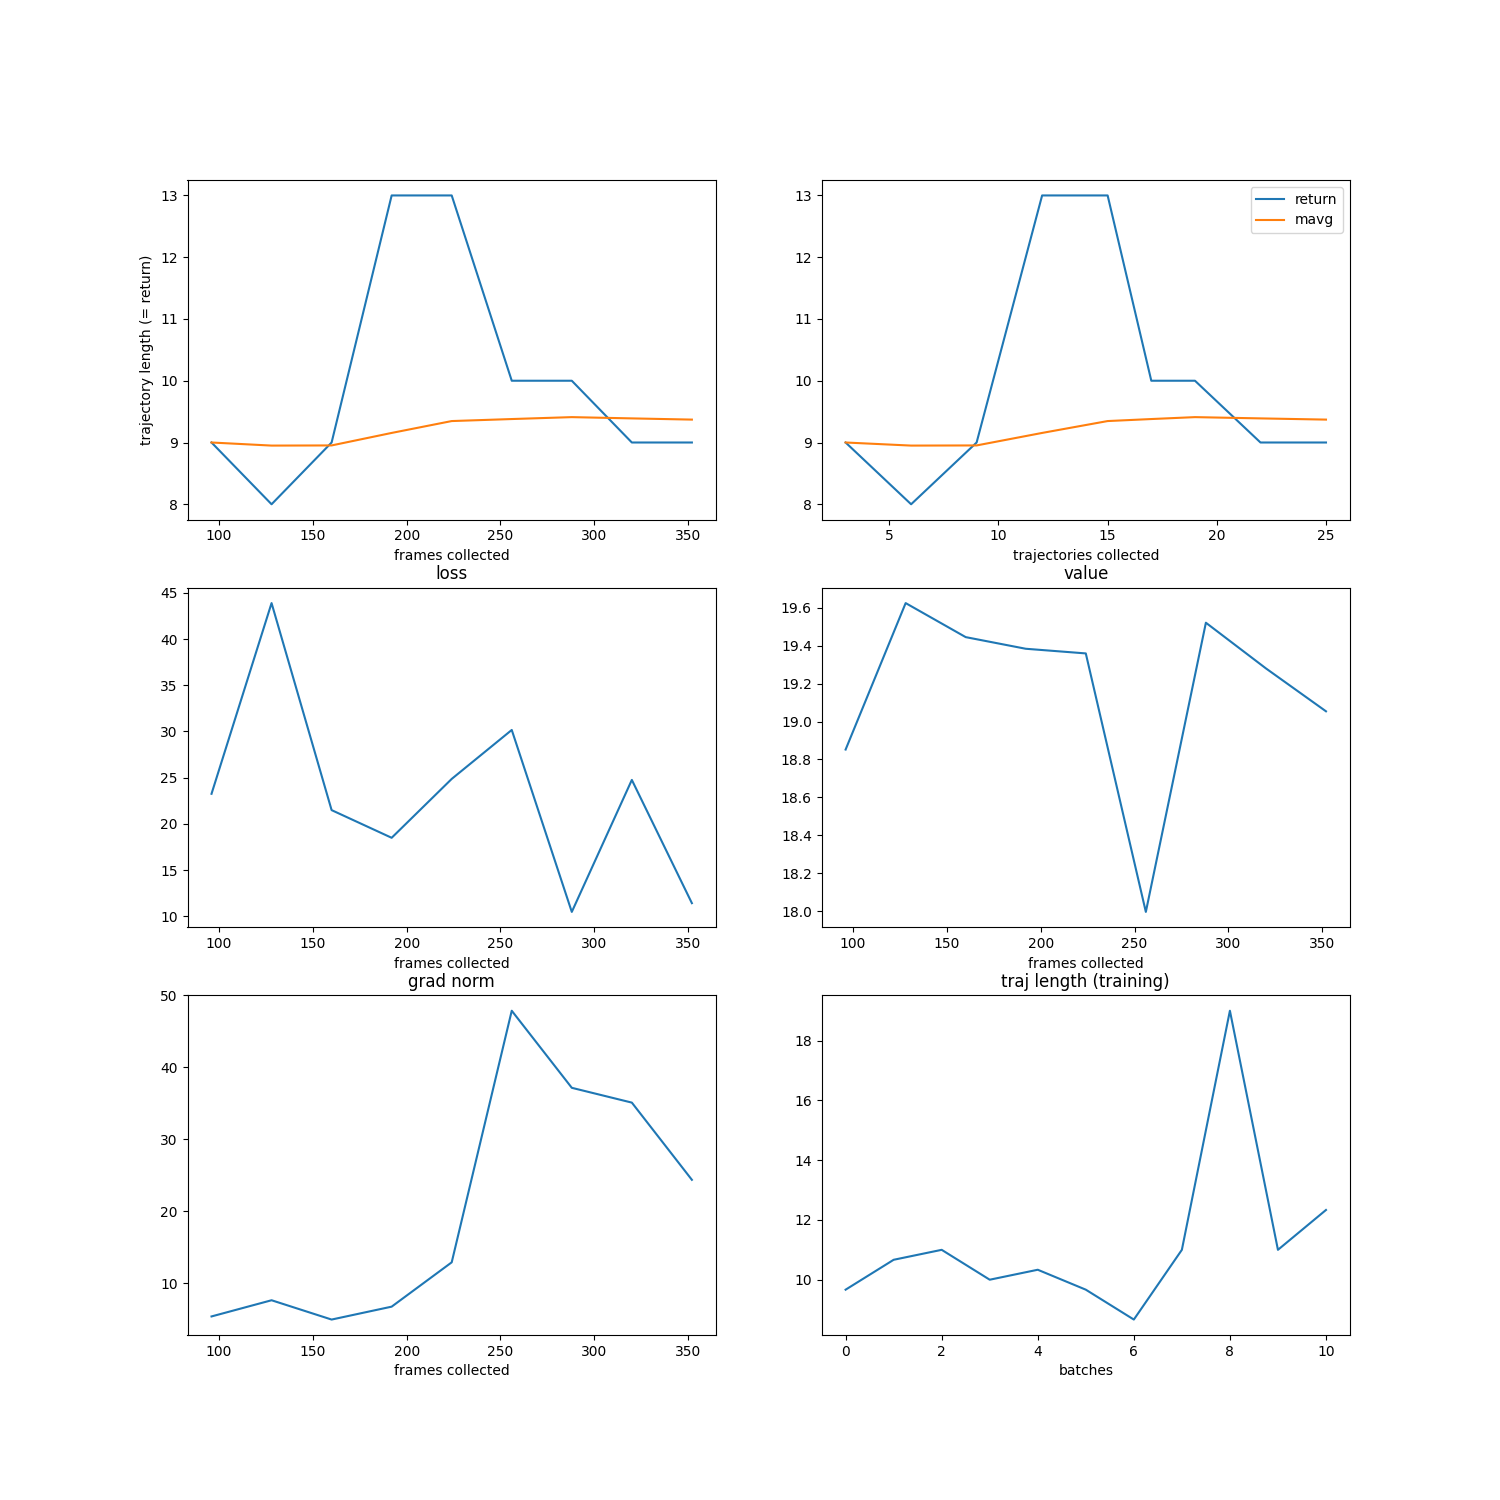 13
12
11
10
9
8
trajectory length (= return)
100 150 200 250 300 350
frames collected
13
12
11
10
9
8
return
mavg
5 10 15 20 25
trajectories collected
loss
45
40
35
30
25
20
15
10
100 150 200 250 300 350
frames collected
value
19.6
19.4
19.2
19.0
18.8
18.6
18.4
18.2
18.0
100 150 200 250 300 350
frames collected
grad norm
50
40
30
20
10
100 150 200 250 300 350
frames collected
traj length (training)
18
16
14
12
10
0 2 4 6 8 10
batches